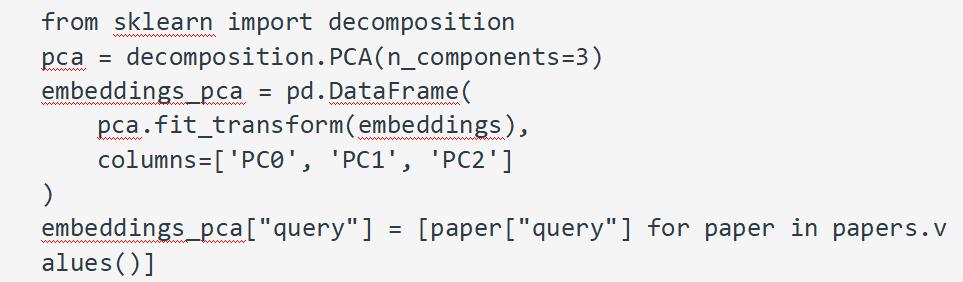 from sklearn import decomposition
pca = decomposition.PCA(n_components=3)
embeddings_pca = pd.DataFrame(
    pca.fit_transform(embeddings),
    columns=['PC0', 'PC1', 'PC2']
)
embeddings_pca["query"] = [paper["query"] for paper in papers.v
alues()]